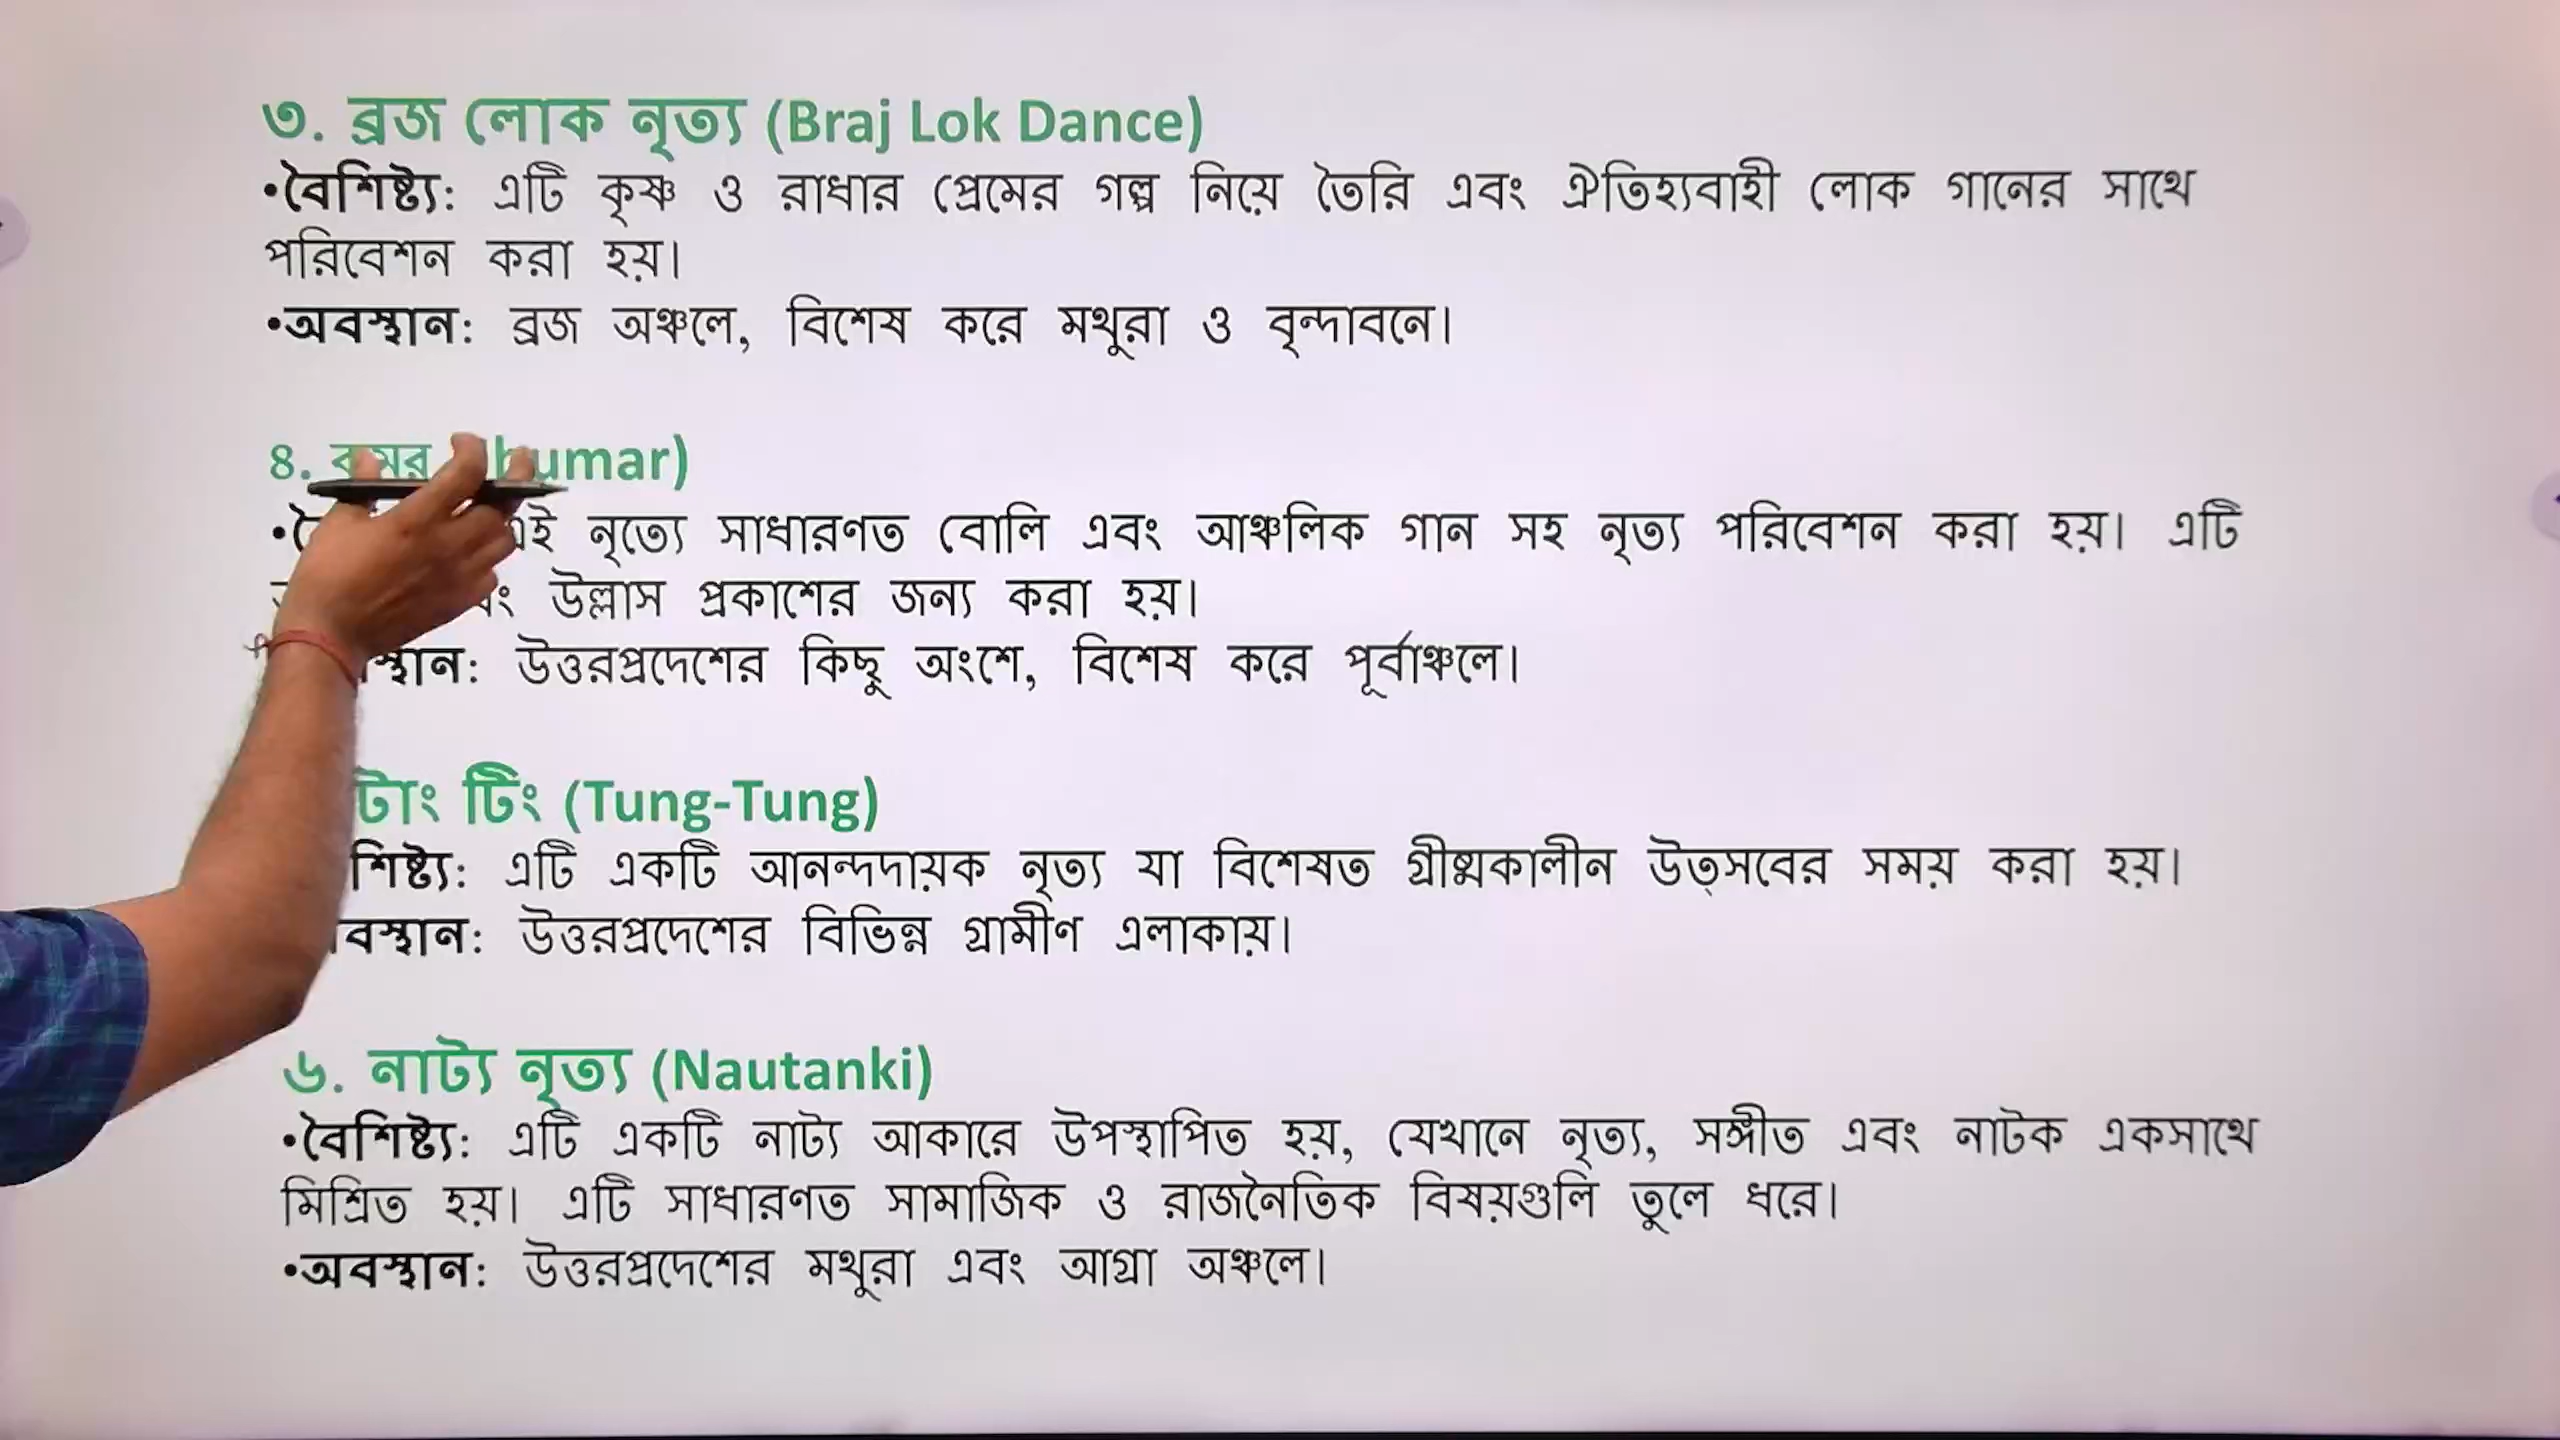 ৩. ব্রজ লোক নৃত্য (Braj Lok Dance)
•বৈশিষ্ট্য: এটি কৃষ্ণ ও রাধার প্রেমের গল্প নিয়ে তৈরি এবং ঐতিহ্যবাহী লোক গানের সাথে
পরিবেশন করা হয়।
•অবস্থান: ব্রজ অঞ্চলে, বিশেষ করে মথুরা ও বৃন্দাবনে।
৪.
এই নৃত্যে সাধারণত বোলি এবং আঞ্চলিক গান সহ নৃত্য পরিবেশন করা হয়। এটি
উল্লাস প্রকাশের জন্য করা হয়।
উত্তরপ্রদেশের কিছু অংশে, বিশেষ করে পূর্বাঞ্চলে।
টাং টিং (Tung-Tung)
এটি একটি আনন্দদায়ক নৃত্য যা বিশেষত গ্রীষ্মকালীন উত্সবের সময় করা হয়।
উত্তরপ্রদেশের বিভিন্ন গ্রামীণ এলাকায়।
৬. নাট্য নৃত্য (Nautanki)
•বৈশিষ্ট্য: এটি একটি নাট্য আকারে উপস্থাপিত হয়, যেখানে নৃত্য, সঙ্গীত এবং নাটক একসাথে
মিশ্রিত হয়। এটি সাধারণত সামাজিক ও রাজনৈতিক বিষয়গুলি তুলে ধরে।
•অবস্থান: উত্তরপ্রদেশের মথুরা এবং আগ্রা অঞ্চলে।